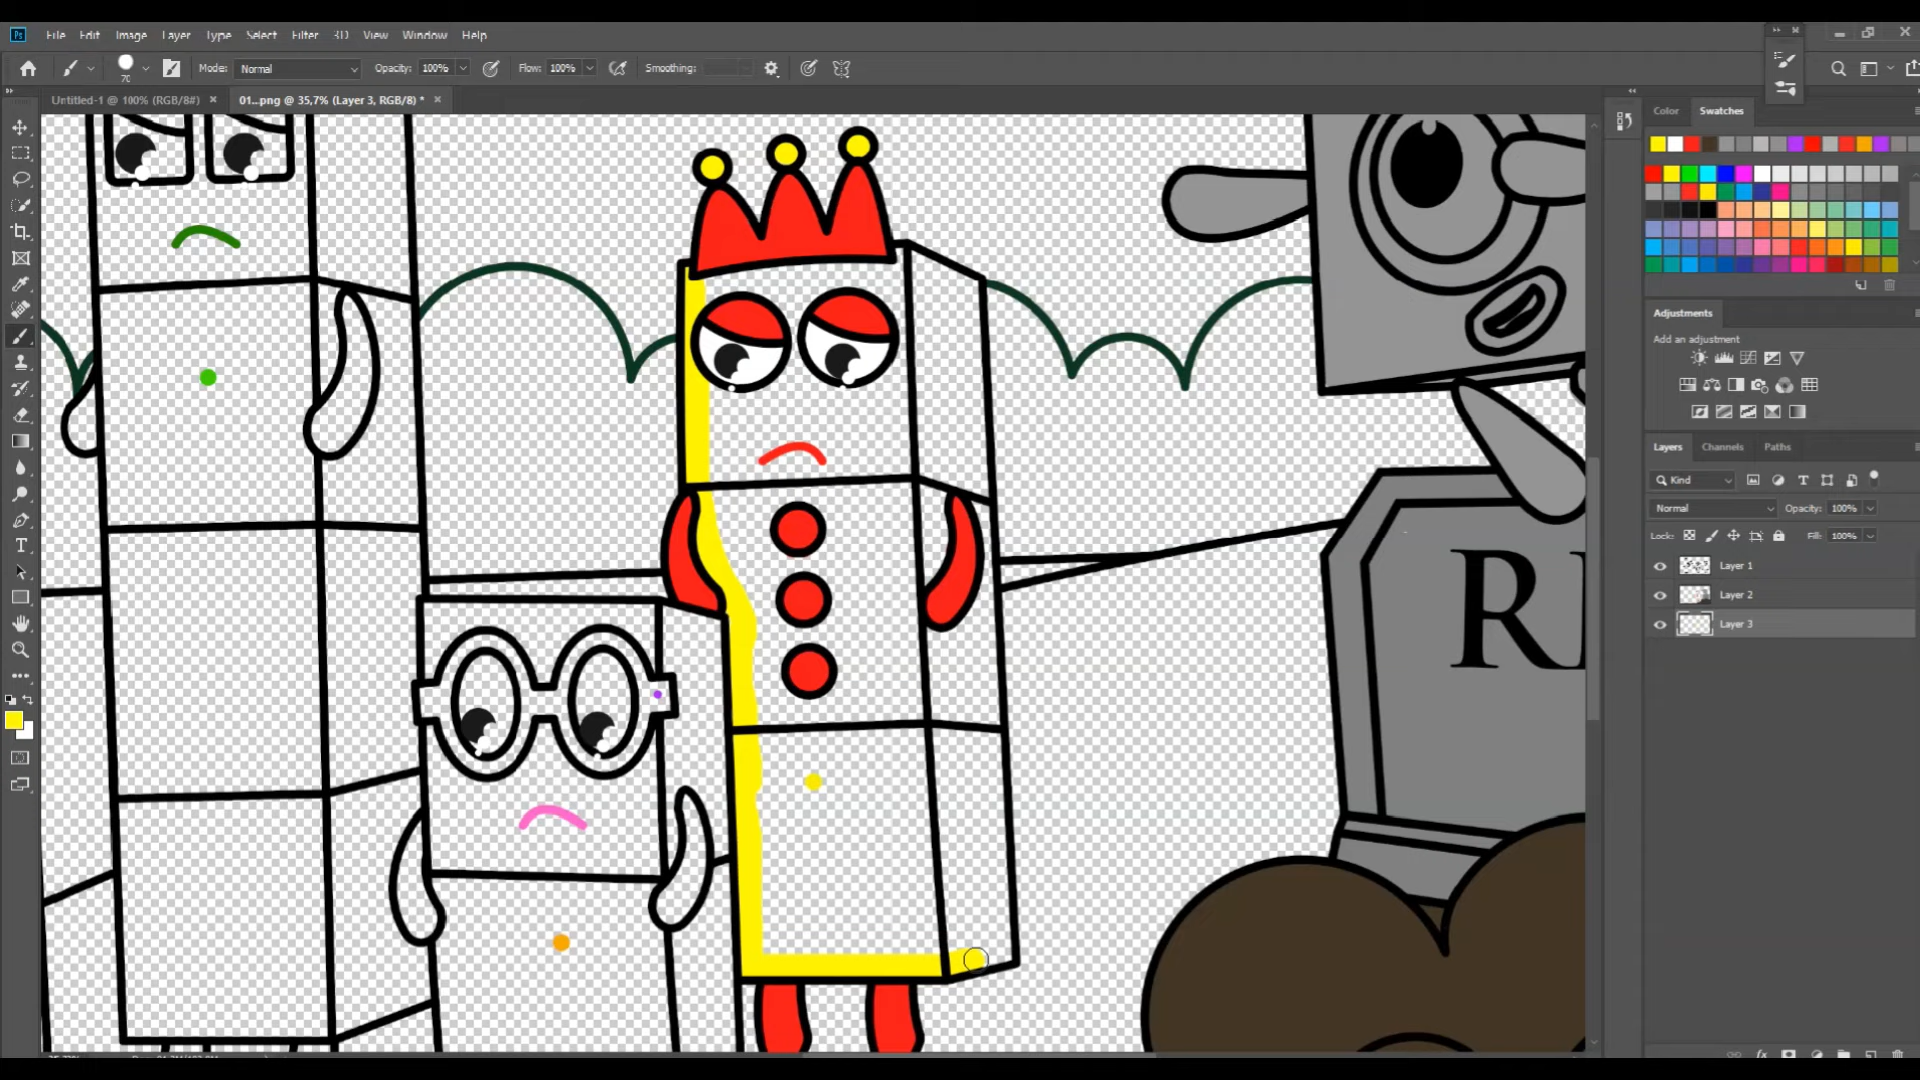 Ps File Edit Image Layer Type Select Filter 3D View Window Help
70 Mode: Normal Opacity: 100% Flow: 100% Smoothing:
Untitled-1 @ 100% (RGB/8#) × 01...png @ 35,7% (Layer 3, RGB/8) * ×
Color Swatches
Adjustments
Add an adjustment
Layers Channels Paths
Kind
Normal Opacity: 100%
Lock: Fill: 100%
Layer 1
Layer 2
Layer 3